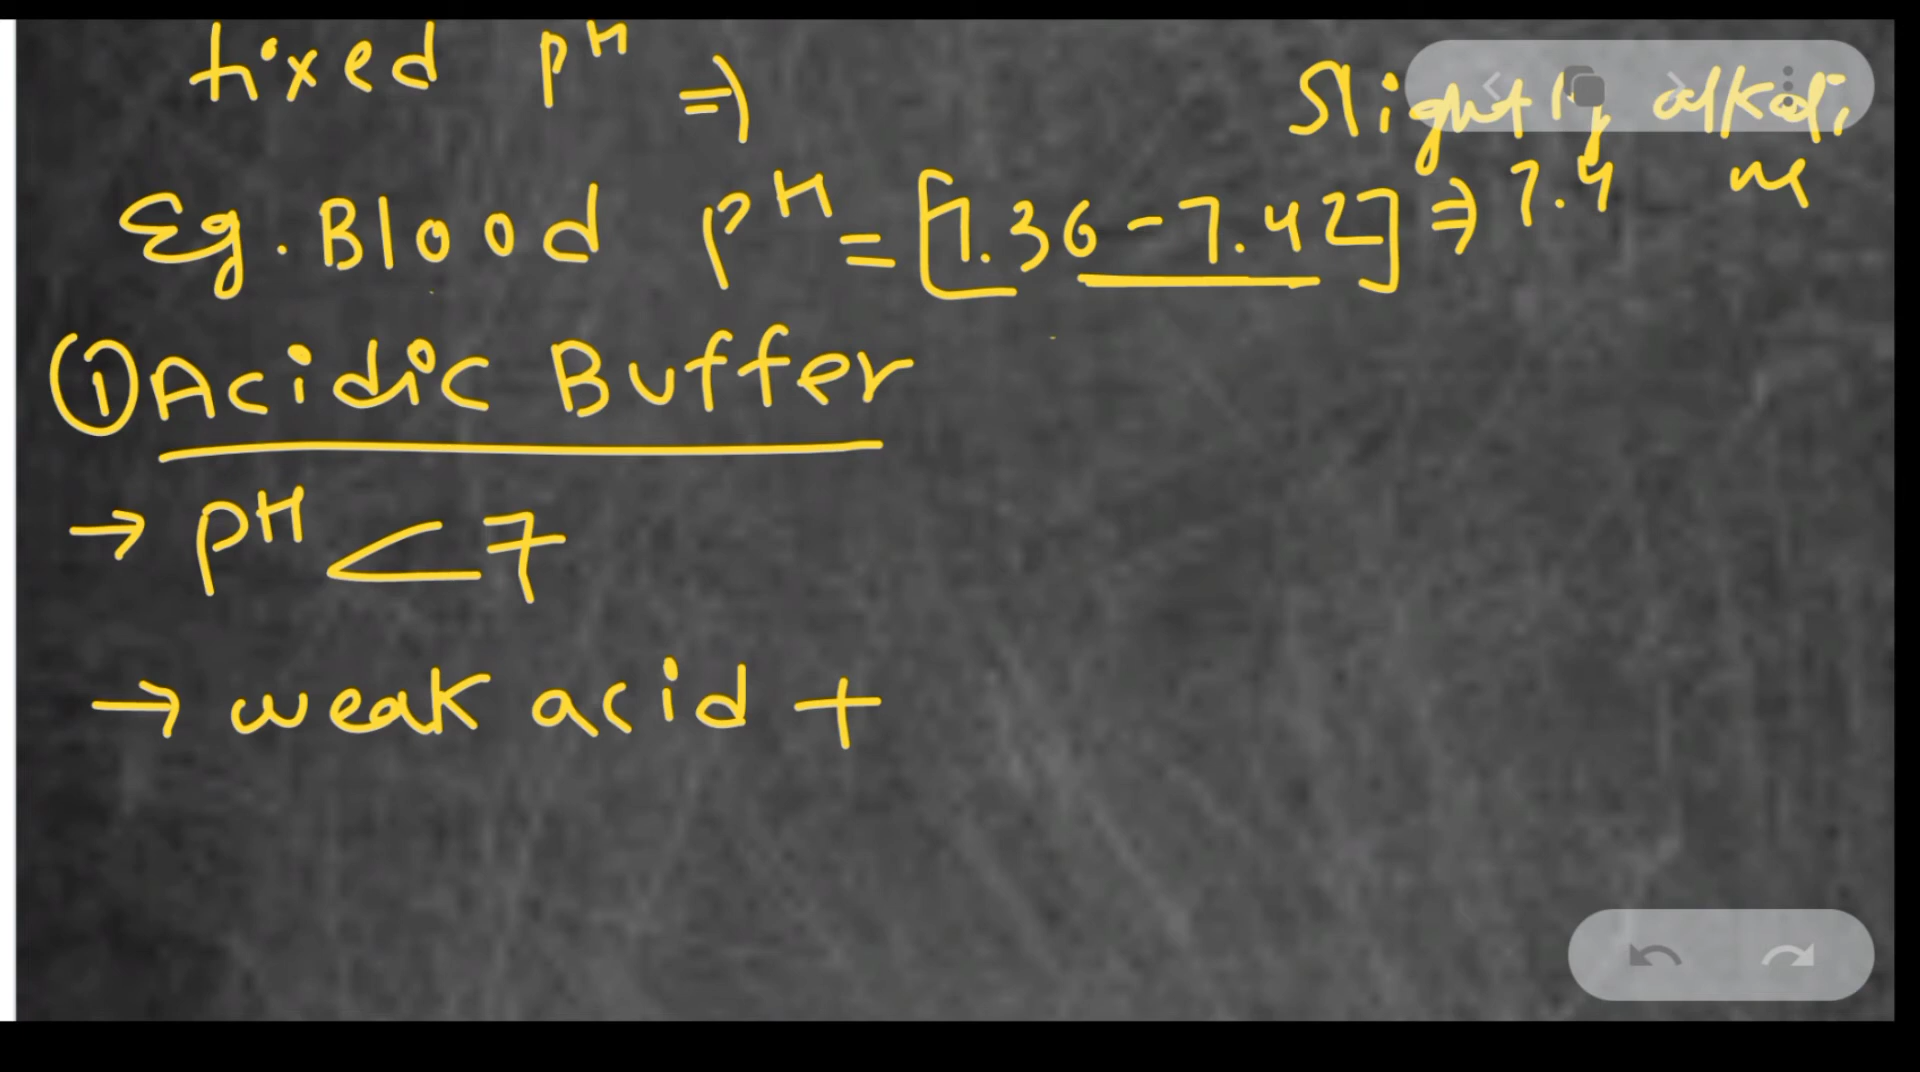 fixed pH ⇒
Slightly alkaline
Eg. Blood pH = [7.36-7.42] ⇒ 7.4
① Acidic Buffer
→ pH < 7
→ weak acid +